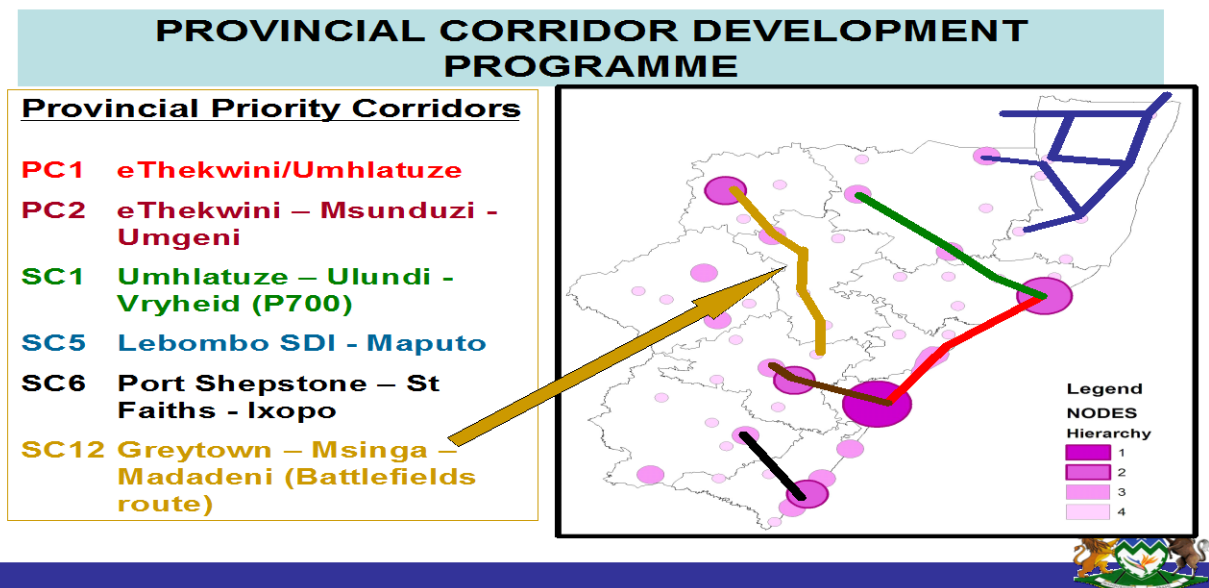 PROVINCIAL CORRIDOR DEVELOPMENT
PROGRAMME
Provincial Priority Corridors
PC1 eThekwini/Umhlatuze
PC2 eThekwini – Msunduzi -
Umgeni
SC1 Umhlatuze – Ulundi -
Vryheid (P700)
SC5 Lebombo SDI - Maputo
SC6 Port Shepstone – St
Faiths - Ixopo
SC12 Greytown – Msinga –
Madadeni (Battlefields
route)
Legend
NODES
Hierarchy
1
2
3
4